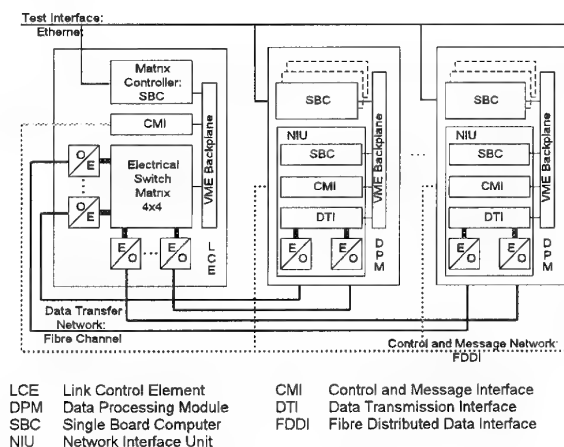 Test Interface:
Ethernet
Matrix
Controller:
SBC
CMI
Electrical
Switch
Matrix
4x4
VME Backplane
O
E
O
E
E
O
E
O
LCE
SBC
NIU
SBC
CMI
DTI
E
O
E
O
VME Backplane
DPM
SBC
NIU
SBC
CMI
DTI
E
O
E
O
VME Backplane
DPM
Data Transfer
Network:
Fibre Channel
Control and Message Network:
FDDI
LCE Link Control Element
DPM Data Processing Module
SBC Single Board Computer
NIU Network Interface Unit
CMI Control and Message Interface
DTI Data Transmission Interface
FDDI Fibre Distributed Data Interface